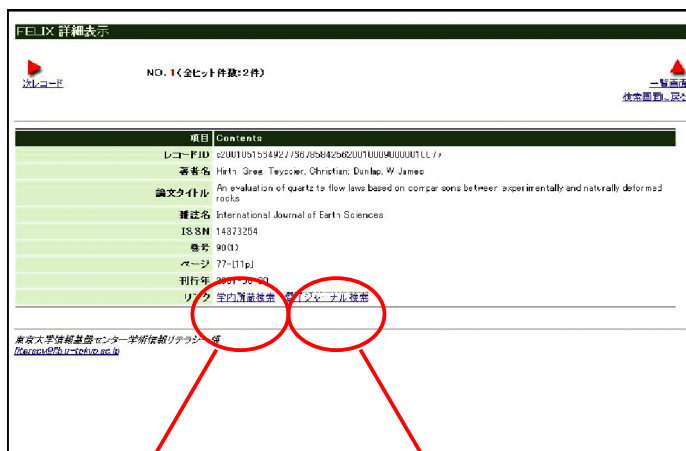 FELIX 詳細表示
次レコード
NO. 1(全ヒット件数:2件)
一覧画面
検索画面に戻る
項目 Contents
レコードID
著者名 Hirth Greg Teyssier, Christian; Dunlap, W James
論文タイトル An evaluation of quartzite flow laws based on comparisons between experimentally and naturally deformed
rocks
雑誌名 International Journal of Earth Sciences
ISSN 14373254
巻号 90(1)
ページ 77-[11p]
刊行年
リンク 学内所蔵検索 電子ジャーナル検索
東京大学情報基盤センター学術情報リテラシー係
literacy@lib.u-tokyo.ac.jp